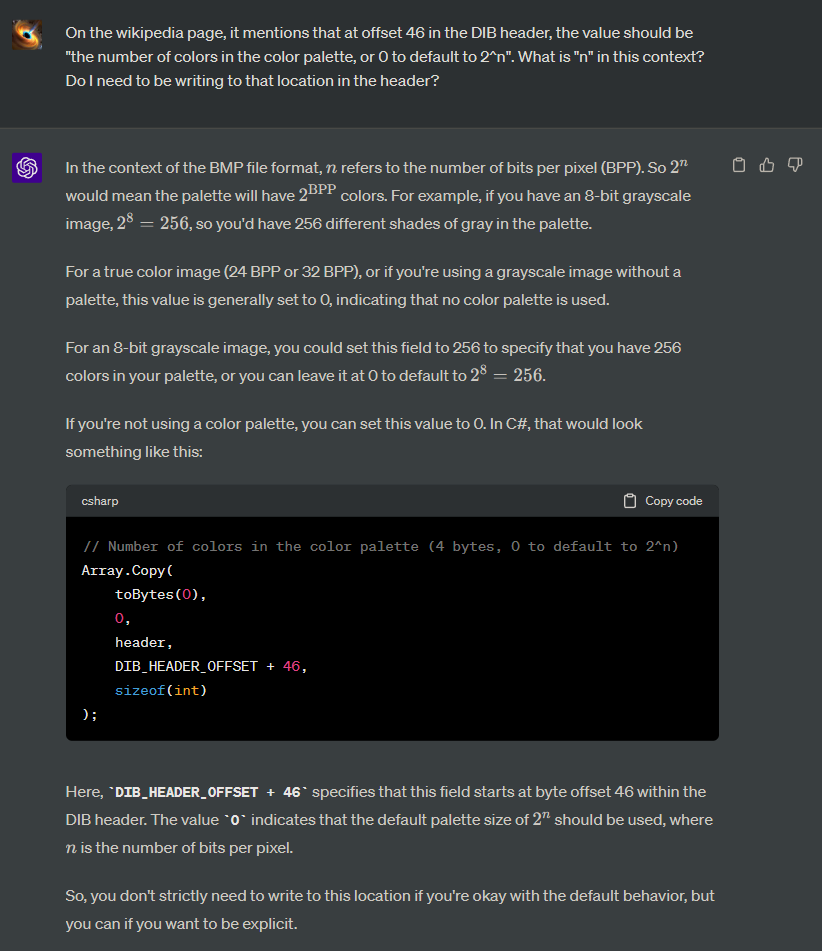 On the wikipedia page, it mentions that at offset 46 in the DIB header, the value should be
"the number of colors in the color palette, or 0 to default to 2^n". What is "n" in this context?
Do I need to be writing to that location in the header?
In the context of the BMP file format, n refers to the number of bits per pixel (BPP). So 2^n
would mean the palette will have 2^BPP colors. For example, if you have an 8-bit grayscale
image, 2^8 = 256, so you'd have 256 different shades of gray in the palette.
For a true color image (24 BPP or 32 BPP), or if you're using a grayscale image without a
palette, this value is generally set to 0, indicating that no color palette is used.
For an 8-bit grayscale image, you could set this field to 256 to specify that you have 256
colors in your palette, or you can leave it at 0 to default to 2^8 = 256.
If you're not using a color palette, you can set this value to 0. In C#, that would look
something like this:
csharp
Copy code
// Number of colors in the color palette (4 bytes, 0 to default to 2^n)
Array.Copy(
    toBytes(0),
    0,
    header,
    DIB_HEADER_OFFSET + 46,
    sizeof(int)
);
Here, `DIB_HEADER_OFFSET + 46` specifies that this field starts at byte offset 46 within the
DIB header. The value `0` indicates that the default palette size of 2^n should be used, where
n is the number of bits per pixel.
So, you don't strictly need to write to this location if you're okay with the default behavior, but
you can if you want to be explicit.